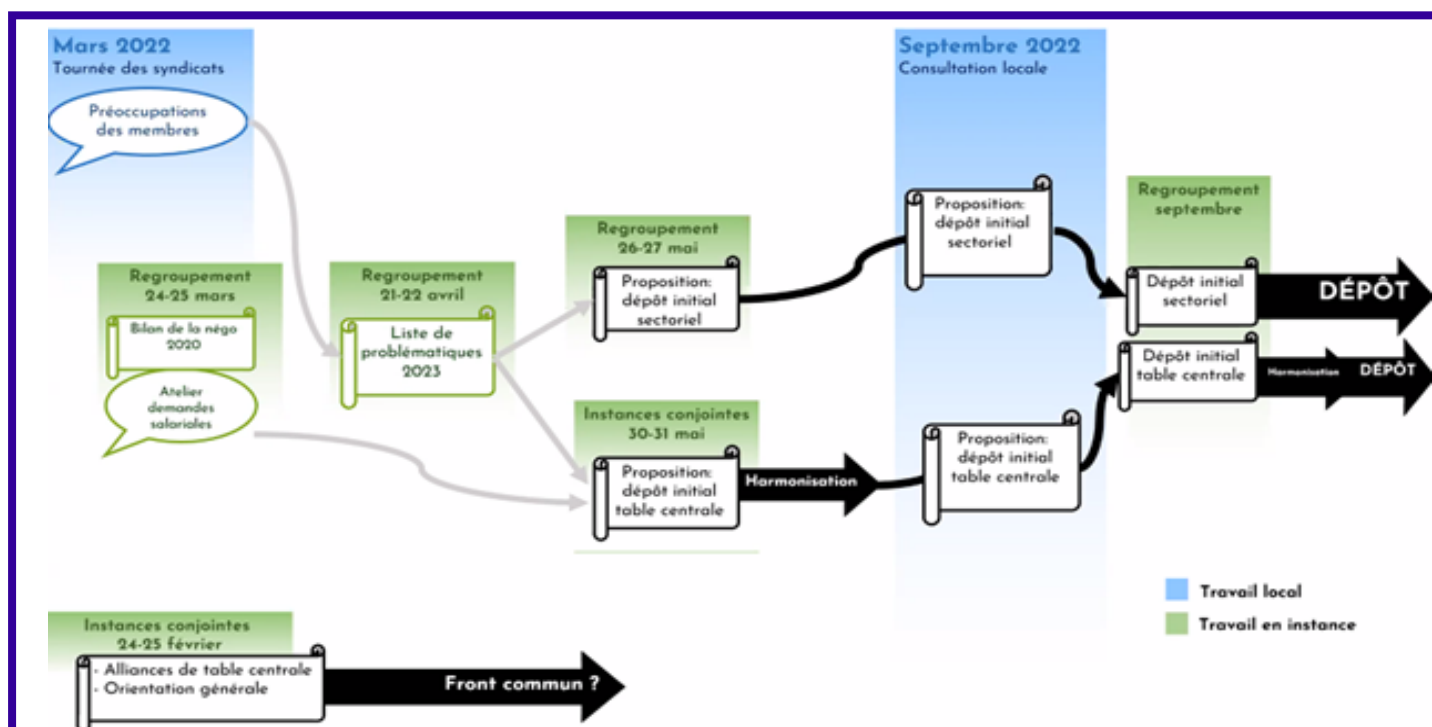 Mars 2022
Tournée des syndicats
Préoccupations
des membres
Septembre 2022
Consultation locale
Regroupement
24-25 mars
Bilan de la négo
2020
Atelier
demandes
salariales
Regroupement
21-22 avril
Liste de
problématiques
2023
Regroupement
26-27 mai
Proposition:
dépôt initial
sectoriel
Instances conjointes
30-31 mai
Proposition:
dépôt initial
table centrale
Harmonisation
Proposition:
dépôt initial
sectoriel
Proposition:
dépôt initial
table centrale
Regroupement
septembre
Dépôt initial
sectoriel
DÉPÔT
Dépôt initial
table centrale
Harmonisation
DÉPÔT
Travail local
Travail en instance
Instances conjointes
24-25 février
- Alliances de table centrale
- Orientation générale
Front commun ?